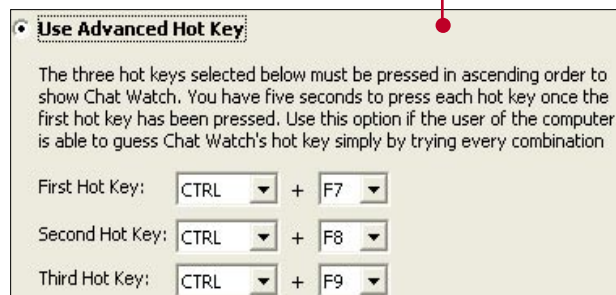 Use Advanced Hot Key
The three hot keys selected below must be pressed in ascending order to
show Chat Watch. You have five seconds to press each hot key once the
first hot key has been pressed. Use this option if the user of the computer
is able to guess Chat Watch's hot key simply by trying every combination
First Hot Key: CTRL + F7
Second Hot Key: CTRL + F8
Third Hot Key: CTRL + F9